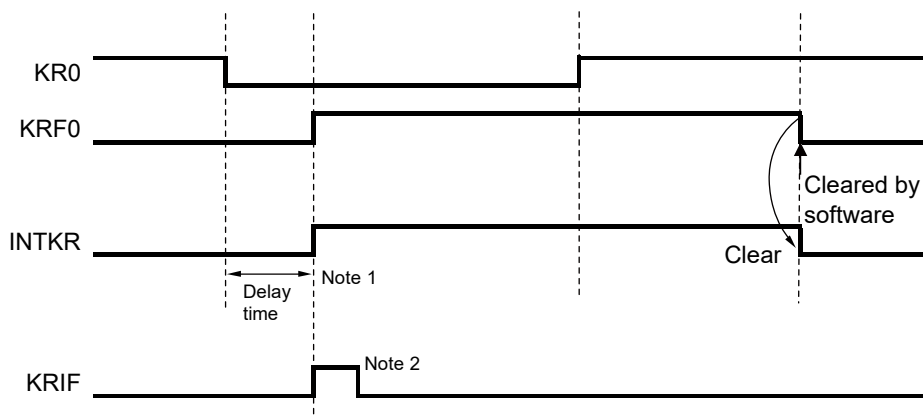 KR0
KRF0
Cleared by
software
INTKR
Clear
Note 1
Delay
time
Note 2
KRIF